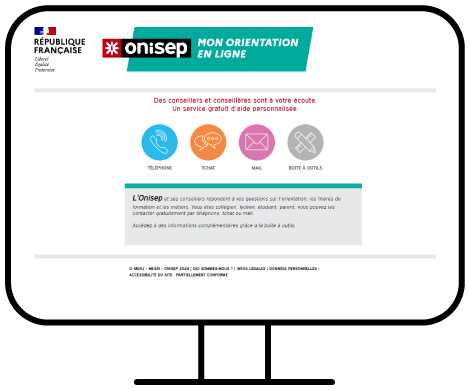 RÉPUBLIQUE
FRANÇAISE
Liberté
Égalité
Fraternité
onisep
MON ORIENTATION
EN LIGNE
Des conseillers et conseillères sont à votre écoute.
Un service gratuit d'aide personnalisée.
TÉLÉPHONE
TCHAT
MAIL
BOITE À OUTILS
L'Onisep et ses conseillers répondent à vos questions sur l'orientation, les filières de
formation et les métiers. Vous êtes collégien, lycéen, étudiant, parent, vous pouvez les
contacter gratuitement par téléphone, tchat ou mail.
Accédez à des informations complémentaires grâce à la boite à outils.
© MENJ - MESRI - ONISEP 2024 | QUI SOMMES-NOUS ? | INFOS LÉGALES | DONNÉES PERSONNELLES |
ACCESSIBILITÉ DU SITE : PARTIELLEMENT CONFORME